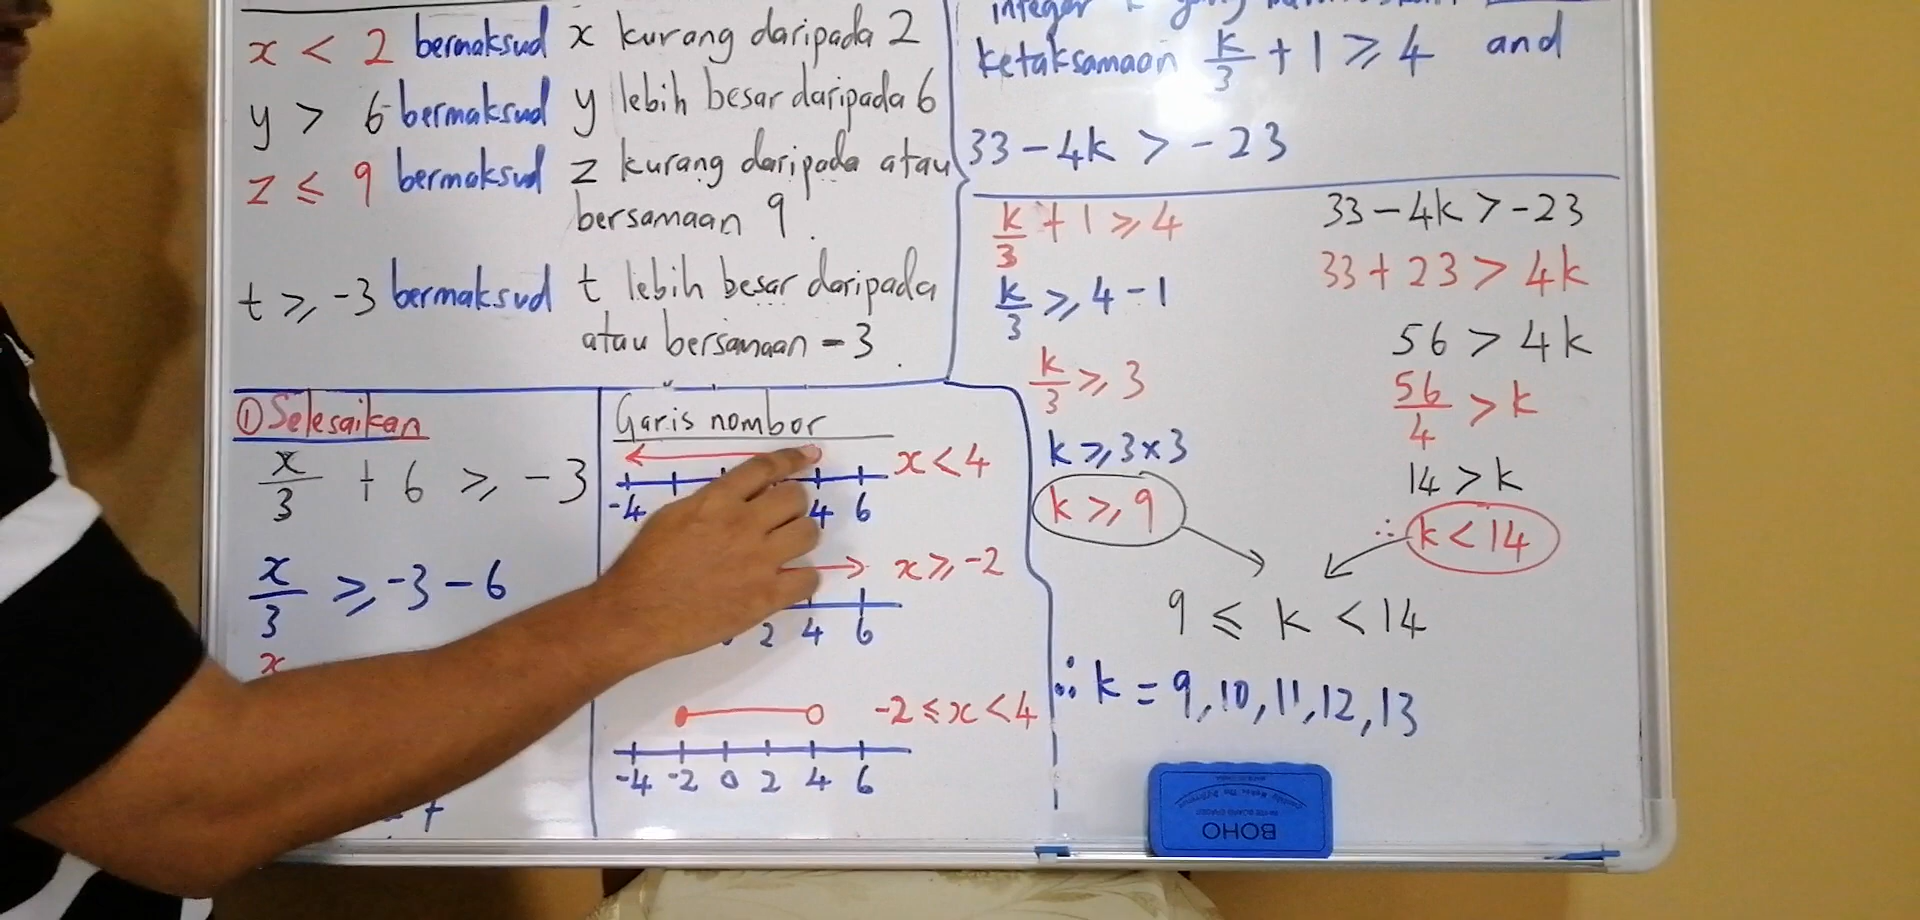 x < 2 bermaksud x kurang daripada 2
y > 6 bermaksud y lebih besar daripada 6
z ≤ 9 bermaksud z kurang daripada atau
bersamaan 9.
t ≥ -3 bermaksud t lebih besar daripada
atau bersamaan -3.
integer k yang
ketaksamaan k/3 + 1 ≥ 4 and
33 - 4k > -23
k/3 + 1 ≥ 4
k/3 ≥ 4 - 1
k/3 ≥ 3
k ≥ 3 × 3
k ≥ 9
33 - 4k > -23
33 + 23 > 4k
56 > 4k
56/4 > k
14 > k
∴ k < 14
9 ≤ k < 14
∴ k = 9, 10, 11, 12, 13
① Selesaikan
x/3 + 6 ≥ -3
x/3 ≥ -3 - 6
x
Garis nombor
x < 4
-4 4 6
x ≥ -2
2 4 6
-2 ≤ x < 4
-4 -2 0 2 4 6
BOHO